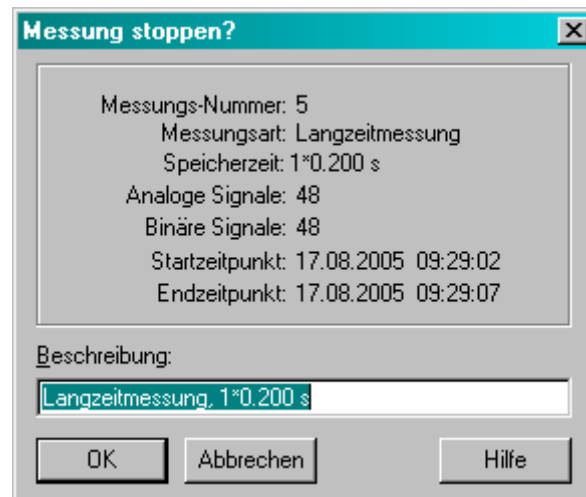 Messung stoppen?
Messungs-Nummer: 5
Messungsart: Langzeitmessung
Speicherzeit: 1*0.200 s
Analoge Signale: 48
Binäre Signale: 48
Startzeitpunkt: 17.08.2005 09:29:02
Endzeitpunkt: 17.08.2005 09:29:07
Beschreibung:
Langzeitmessung, 1*0.200 s
OK Abbrechen Hilfe